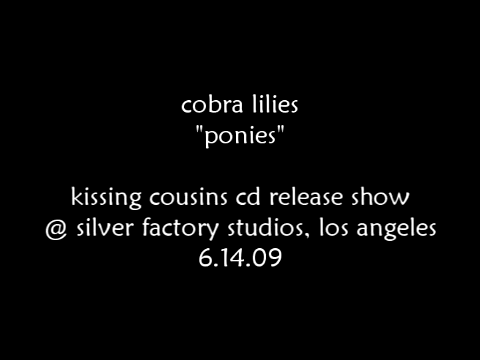 cobra lilies
"ponies"
kissing cousins cd release show
@ silver factory studios, los angeles
6.14.09